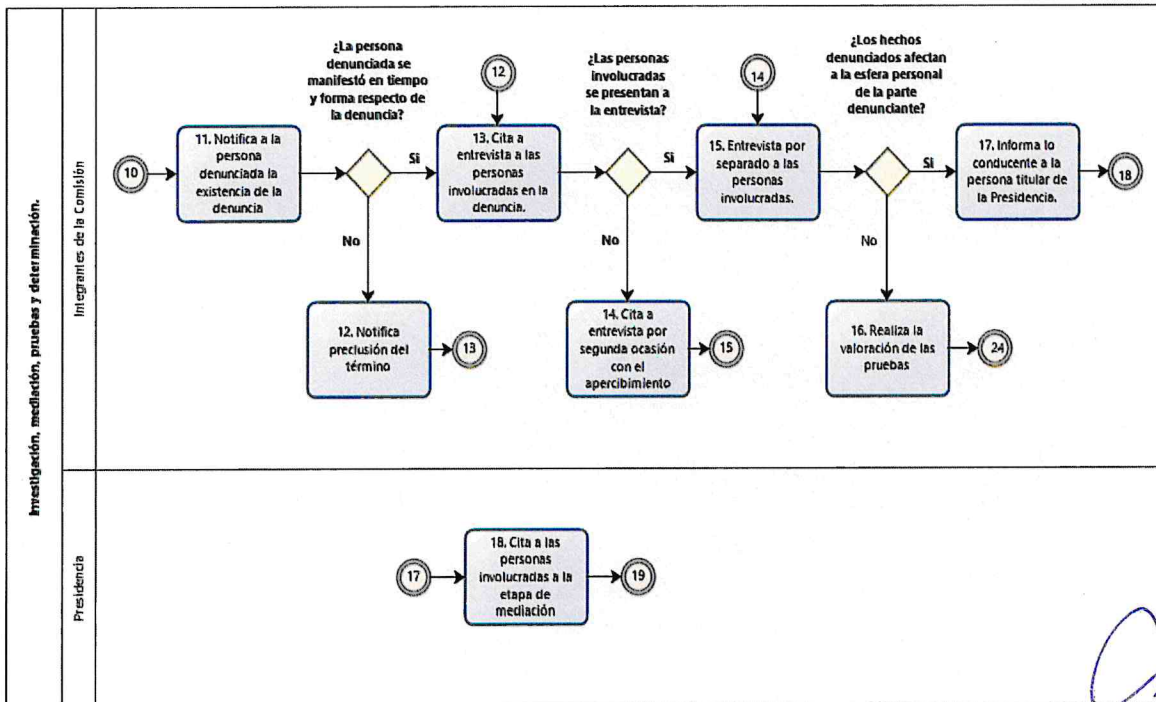 Investigación, mediación, pruebas y determinación.
Integrantes de la Comisión
10
11. Notifica a la
persona
denunciada la
existencia de la
denuncia
¿La persona
denunciada se
manifestó en tiempo
y forma respecto de
la denuncia?
Si
No
12. Notifica
preclusión del
término
13
12
13. Cita a
entrevista a las
personas
involucradas en la
denuncia.
¿Las personas
involucradas
se presentan a
la entrevista?
Si
No
14. Cita a
entrevista por
segunda ocasión
con el
apercibimiento
15
14
15. Entrevista por
separado a las
personas
involucradas.
¿Los hechos
denunciados afectan
a la esfera personal
de la parte
denunciante?
Si
No
16. Realiza la
valoración de las
pruebas
24
17. Informa lo
conducente a la
persona titular de
la Presidencia.
18
Presidencia
17
18. Cita a las
personas
involucradas a la
etapa de
mediación
19